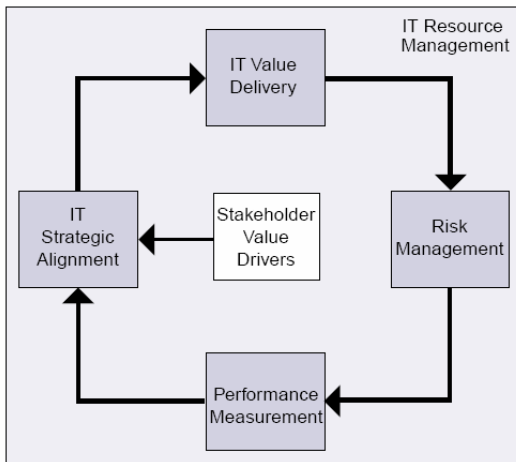 IT Resource
Management
IT Value
Delivery
IT
Strategic
Alignment
Stakeholder
Value
Drivers
Risk
Management
Performance
Measurement